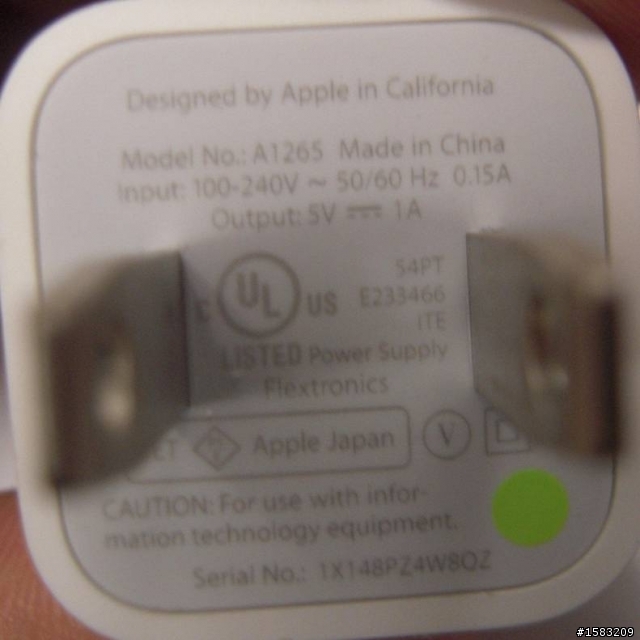 Designed by Apple in California
Model No.: A1265 Made in China
Input: 100-240V ~ 50/60 Hz 0.15A
Output: 5V ⎓ 1A
C UL US
54PT
E233466
ITE
LISTED Power Supply
Flextronics
Apple Japan
V
CAUTION: For use with infor-
mation technology equipment.
Serial No.: 1X148PZ4W8QZ
#1583209